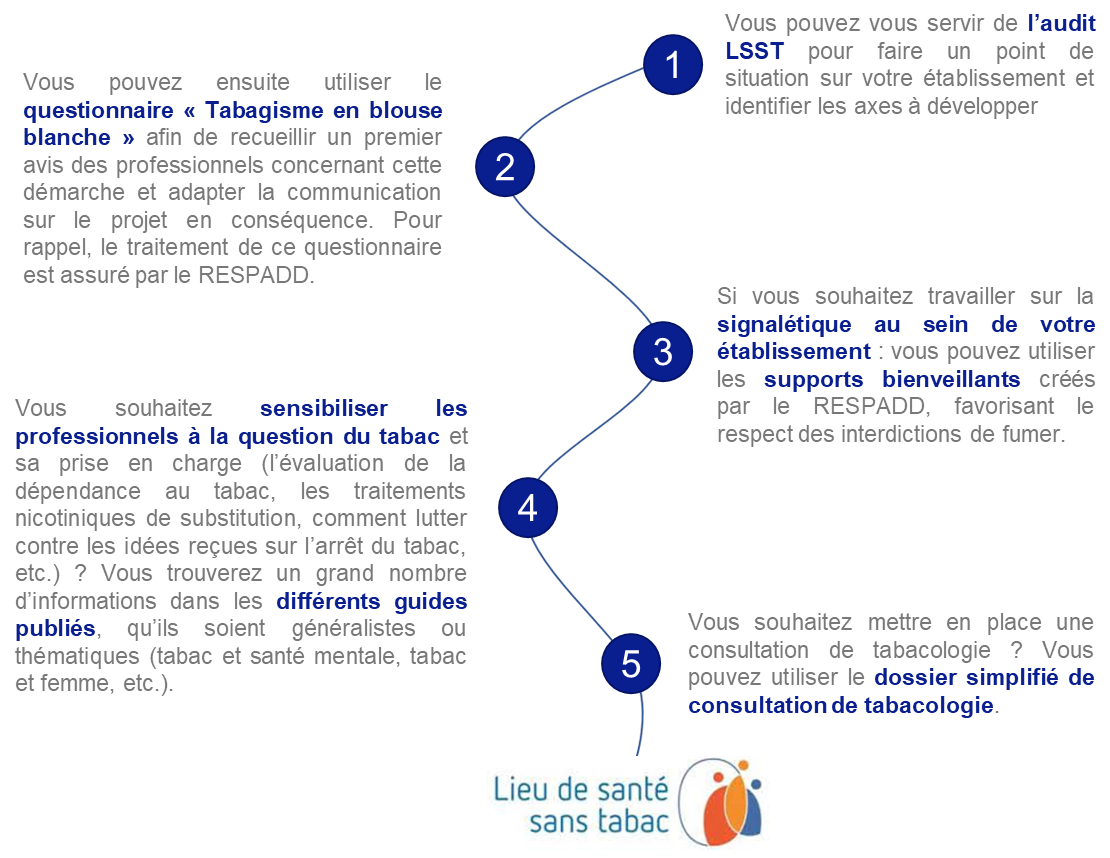 1
Vous pouvez vous servir de l’audit
LSST pour faire un point de
situation sur votre établissement et
identifier les axes à développer
2
Vous pouvez ensuite utiliser le
questionnaire « Tabagisme en blouse
blanche » afin de recueillir un premier
avis des professionnels concernant cette
démarche et adapter la communication
sur le projet en conséquence. Pour
rappel, le traitement de ce questionnaire
est assuré par le RESPADD.
3
Si vous souhaitez travailler sur la
signalétique au sein de votre
établissement : vous pouvez utiliser
les supports bienveillants créés
par le RESPADD, favorisant le
respect des interdictions de fumer.
4
Vous souhaitez sensibiliser les
professionnels à la question du tabac et
sa prise en charge (l’évaluation de la
dépendance au tabac, les traitements
nicotiniques de substitution, comment lutter
contre les idées reçues sur l’arrêt du tabac,
etc.) ? Vous trouverez un grand nombre
d’informations dans les différents guides
publiés, qu’ils soient généralistes ou
thématiques (tabac et santé mentale, tabac
et femme, etc.).
5
Vous souhaitez mettre en place une
consultation de tabacologie ? Vous
pouvez utiliser le dossier simplifié de
consultation de tabacologie.
Lieu de santé
sans tabac